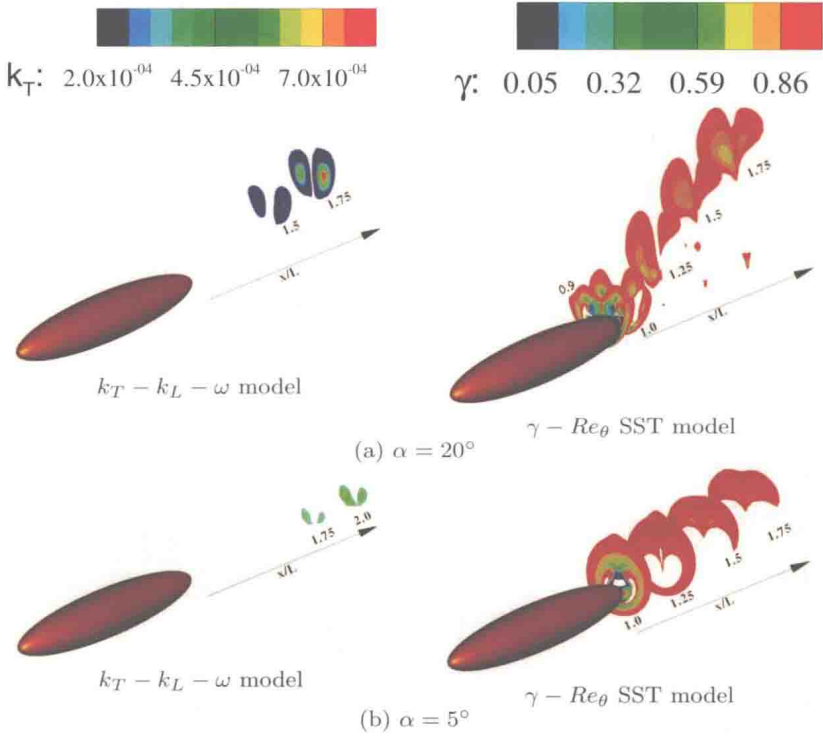 k_T: 2.0x10⁻⁰⁴ 4.5x10⁻⁰⁴ 7.0x10⁻⁰⁴
γ: 0.05 0.32 0.59 0.86
1.5
1.75
x/L
k_T − k_L − ω model
0.9
1.0
1.25
1.5
1.75
x/L
γ − Re_θ SST model
(a) α = 20°
1.75
2.0
x/L
k_T − k_L − ω model
1.0
1.25
1.5
1.75
x/L
γ − Re_θ SST model
(b) α = 5°